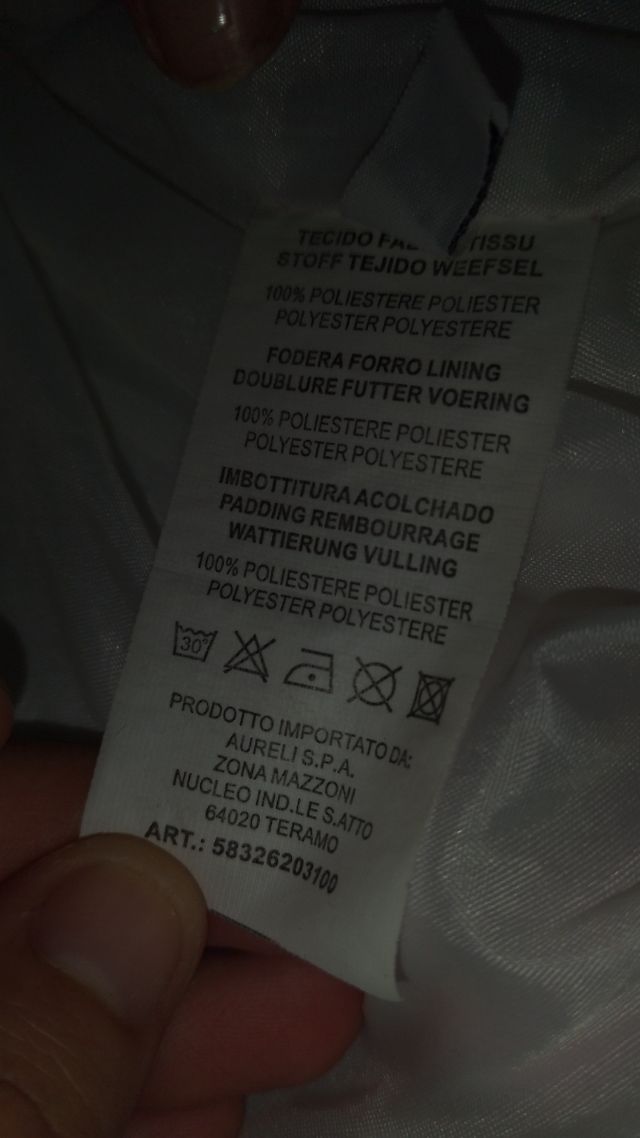 TECIDO TISSU
STOFF TEJIDO WEEFSEL
100% POLIESTERE POLIESTER
POLYESTER POLYESTERE
FODERA FORRO LINING
DOUBLURE FUTTER VOERING
100% POLIESTERE POLIESTER
POLYESTER POLYESTERE
IMBOTTITURA ACOLCHADO
PADDING REMBOURRAGE
WATTIERUNG VULLING
100% POLIESTERE POLIESTER
POLYESTER POLYESTERE
30°
PRODOTTO IMPORTATO DA:
AURELI S.P.A.
ZONA MAZZONI
NUCLEO IND.LE S.ATTO
64020 TERAMO
ART.: 58326203100